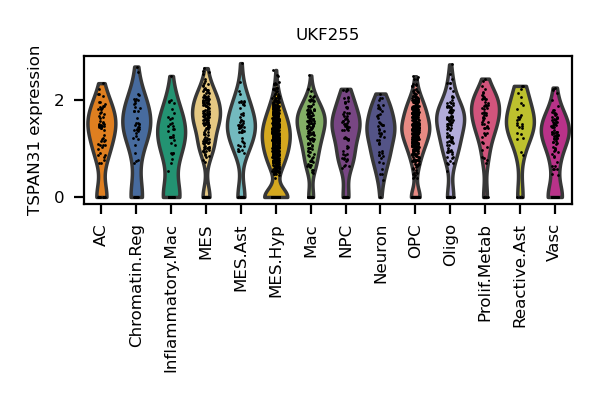 UKF255
TSPAN31 expression
2
0
AC
Chromatin.Reg
Inflammatory.Mac
MES
MES.Ast
MES.Hyp
Mac
NPC
Neuron
OPC
Oligo
Prolif.Metab
Reactive.Ast
Vasc